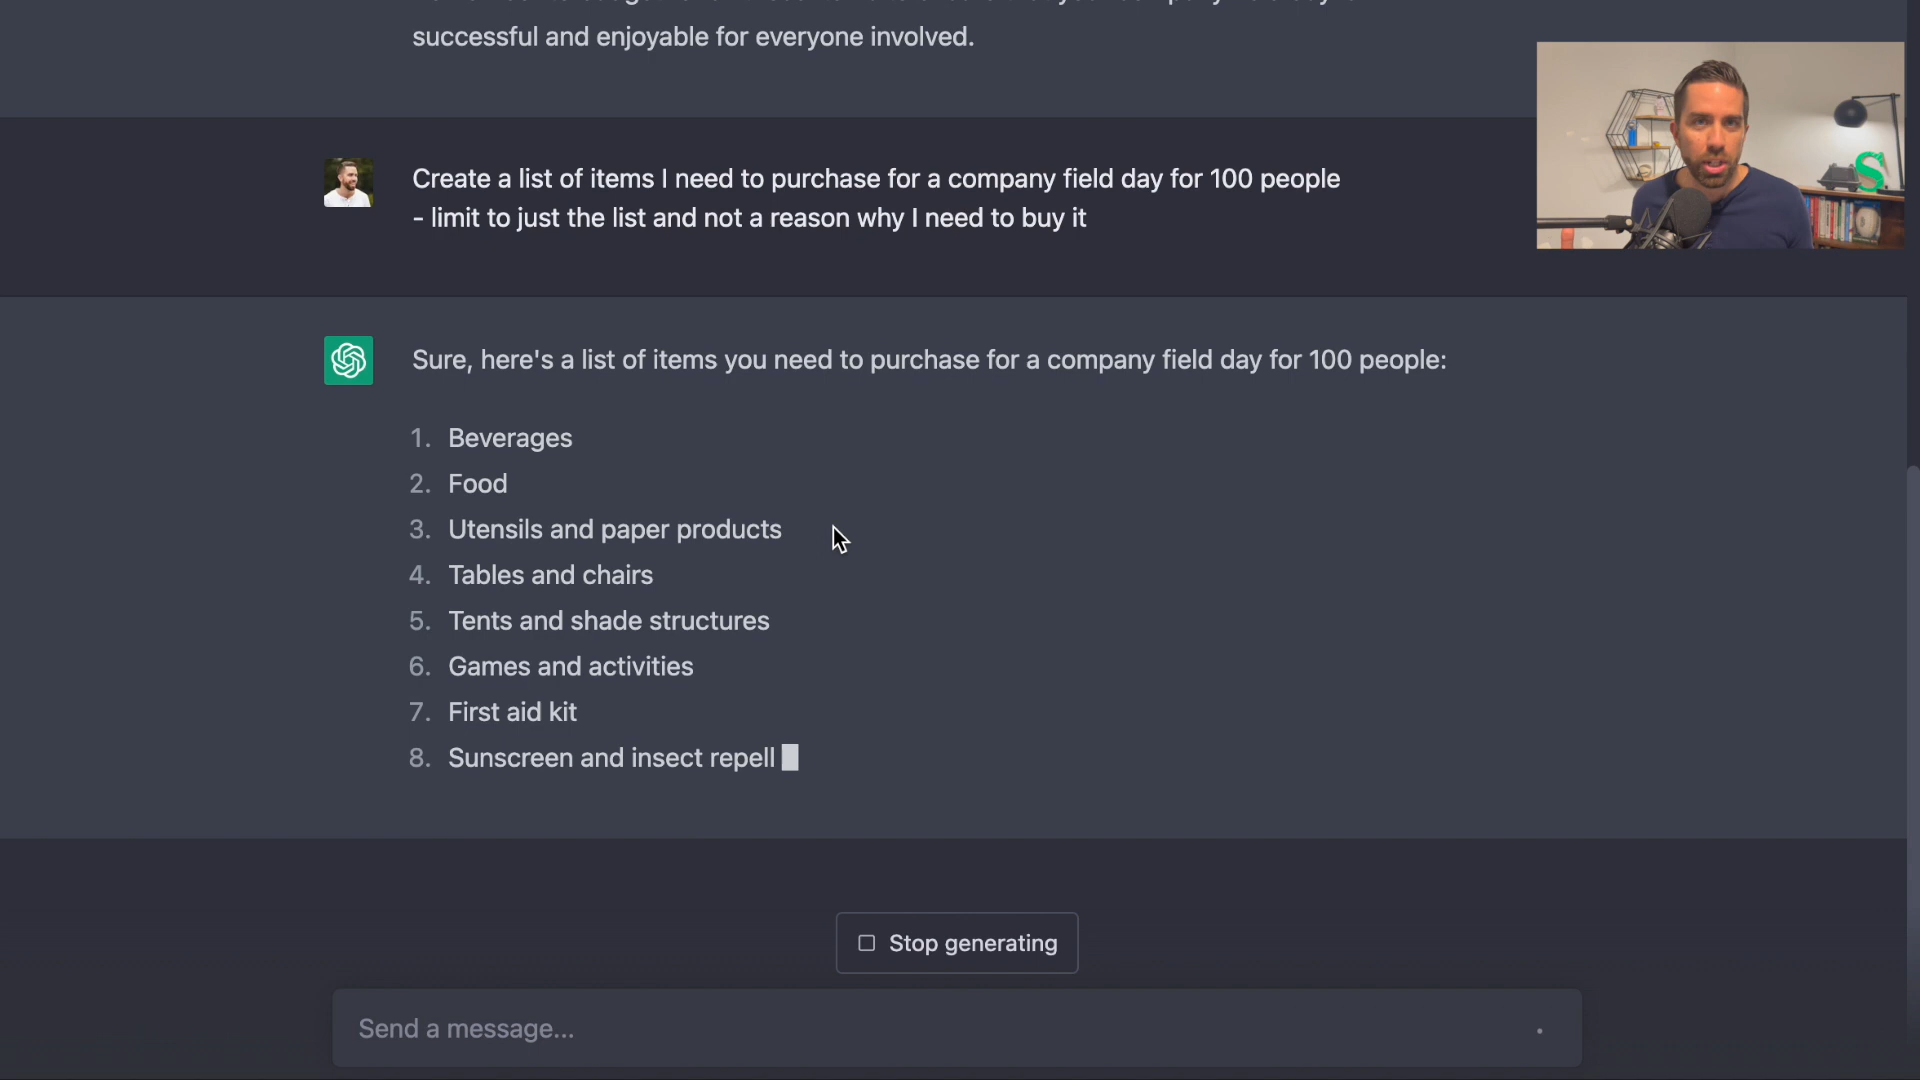 successful and enjoyable for everyone involved.
Create a list of items I need to purchase for a company field day for 100 people
- limit to just the list and not a reason why I need to buy it
Sure, here's a list of items you need to purchase for a company field day for 100 people:
1. Beverages
2. Food
3. Utensils and paper products
4. Tables and chairs
5. Tents and shade structures
6. Games and activities
7. First aid kit
8. Sunscreen and insect repell
Stop generating
Send a message...
S